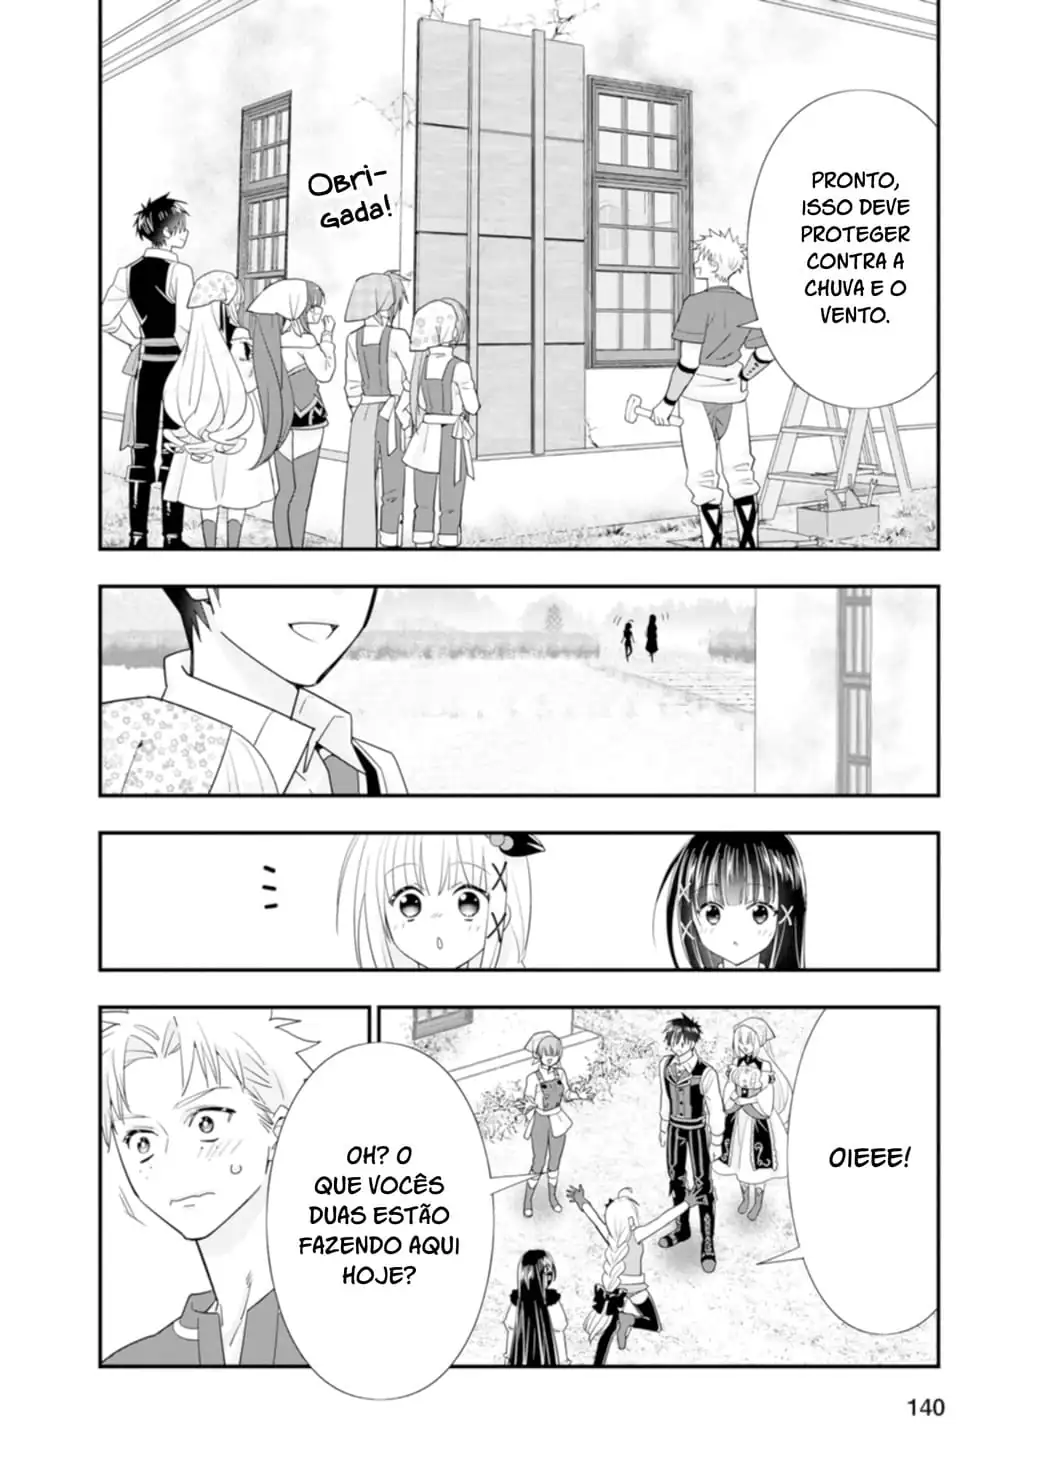 PRONTO,
ISSO DEVE
PROTEGER
CONTRA A
CHUVA E O
VENTO.
Obri-
gada!
OIEEE!
OH? O
QUE VOCÊS
DUAS ESTÃO
FAZENDO AQUI
HOJE?
140